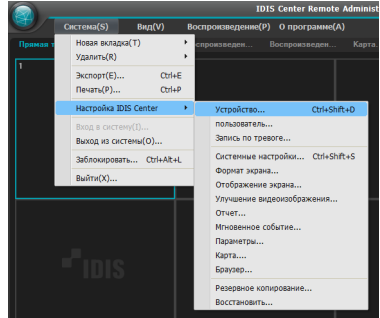 IDIS Center Remote Administ
Система(S) Вид(V) Воспроизведение(P) О программе(A)
Прямая т спроизведен... Воспроизведен... Карта.
1
Новая вкладка(T)
Удалить(R)
Экспорт(E)... Ctrl+E
Печать(P)... Ctrl+P
Настройка IDIS Center
Вход в систему(I)...
Выход из системы(O)...
Заблокировать... Ctrl+Alt+L
Выйти(X)...
Устройство... Ctrl+Shift+D
пользователь...
Запись по тревоге...
Системные настройки... Ctrl+Shift+S
Формат экрана...
Отображение экрана...
Улучшение видеоизображения...
Отчет...
Мгновенное событие...
Параметры...
Карта....
Браузер...
Резервное копирование...
Восстановить...
IDIS